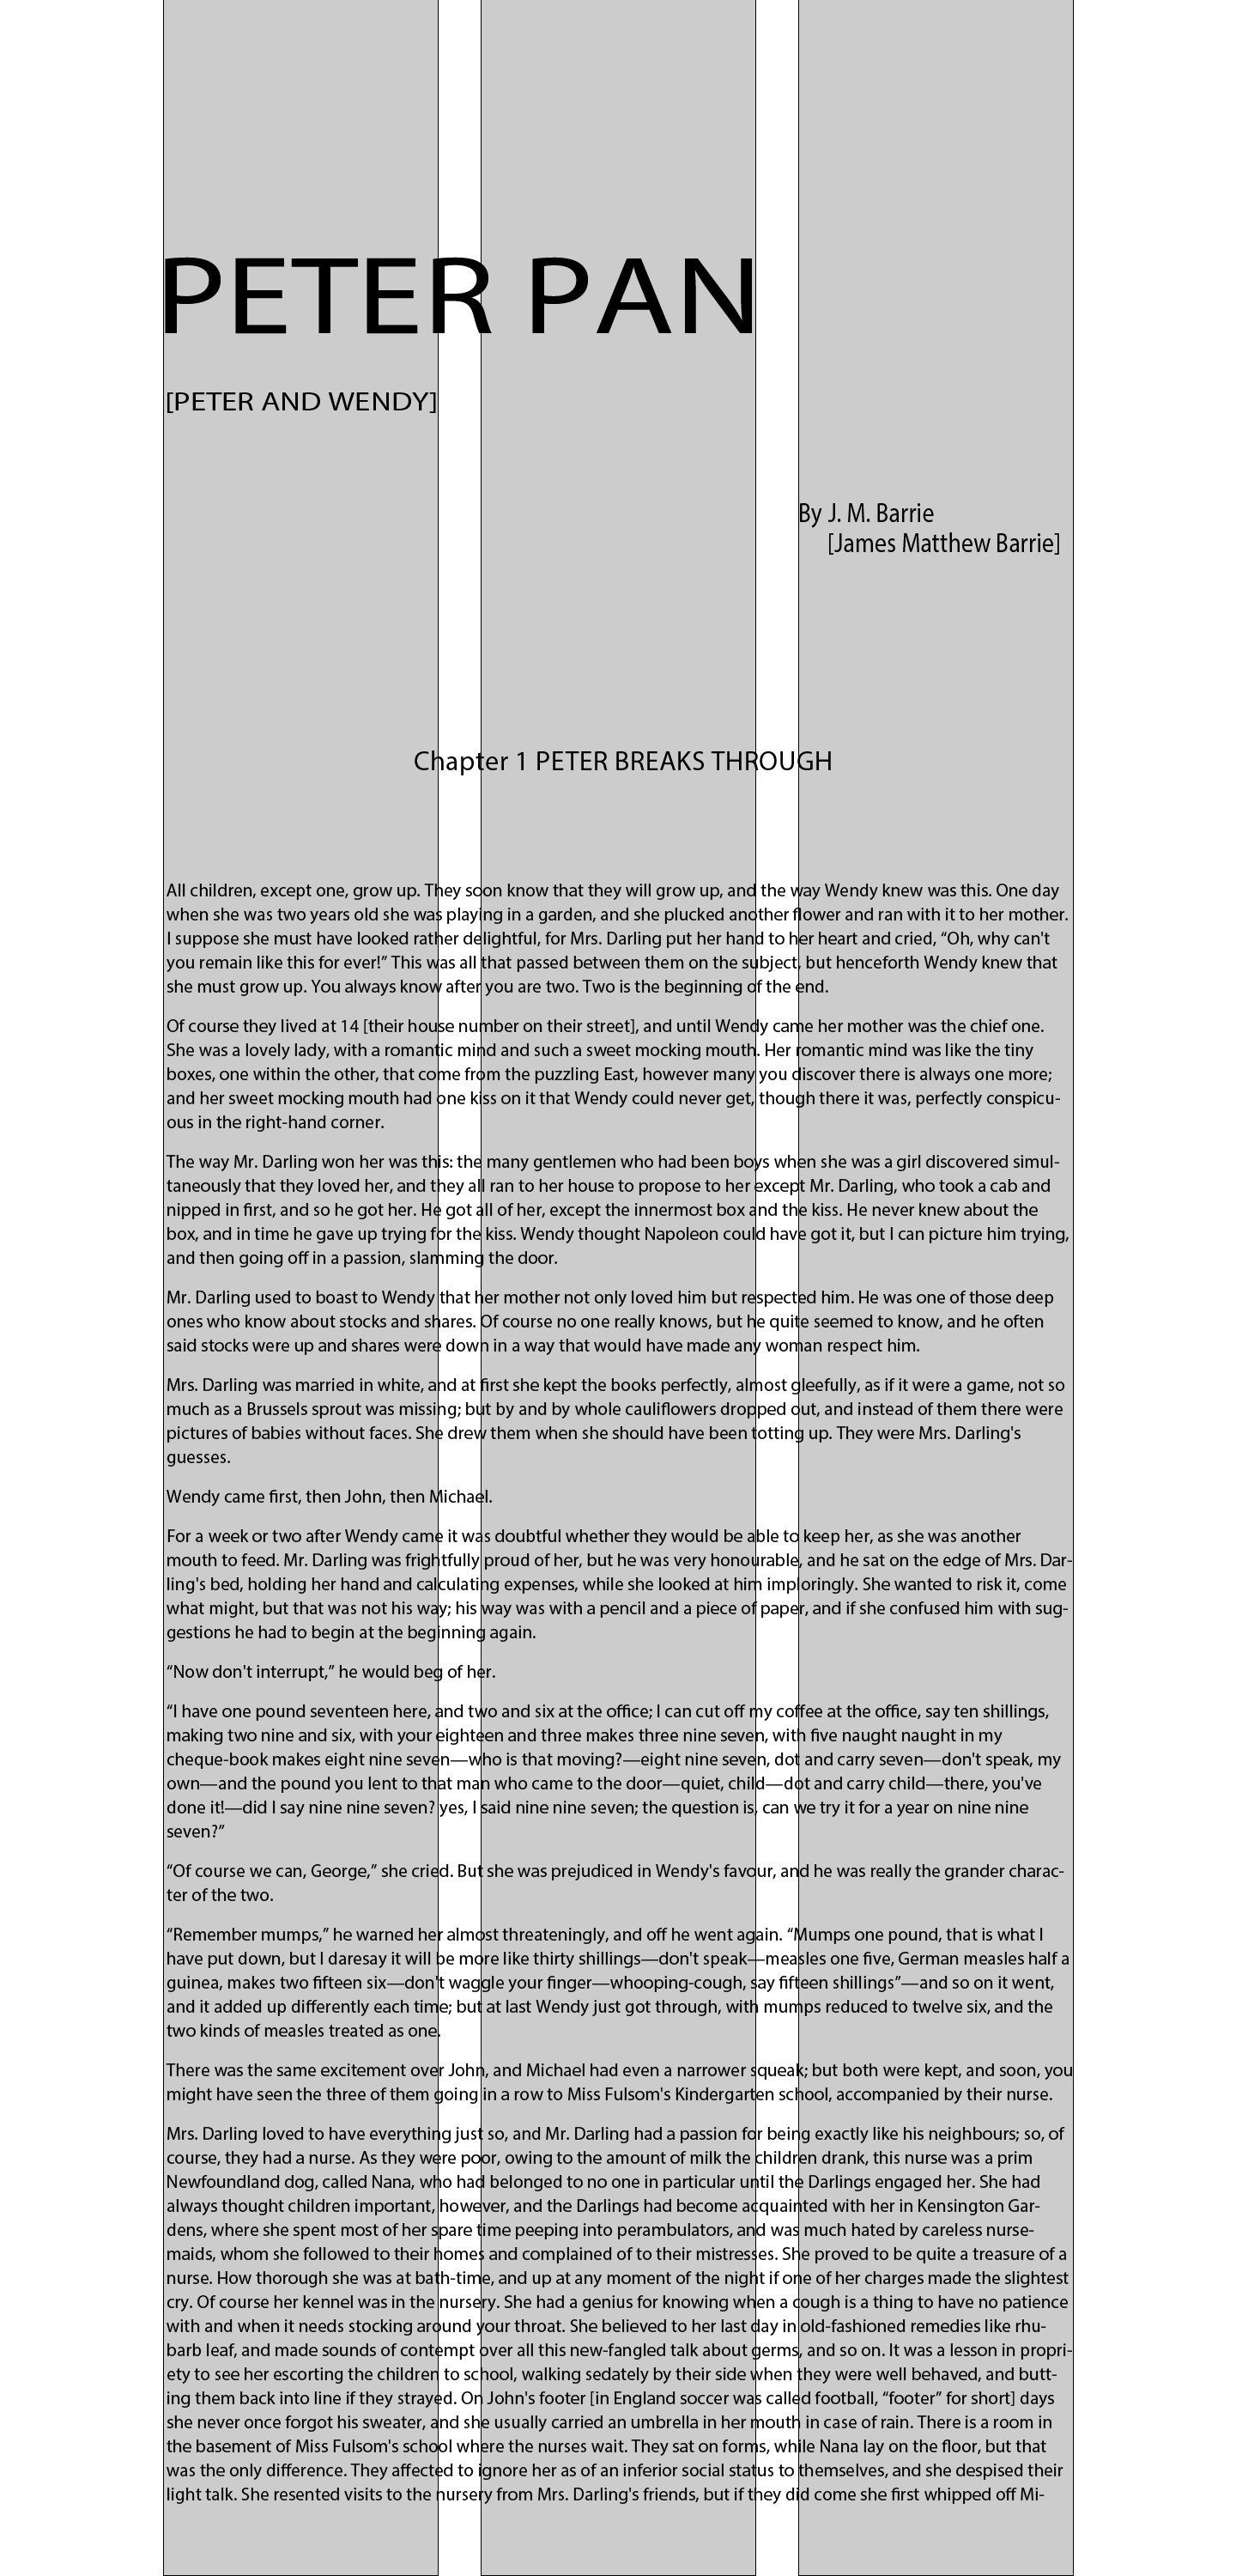 PETER PAN
[PETER AND WENDY]
By J. M. Barrie
[James Matthew Barrie]
Chapter 1 PETER BREAKS THROUGH
All children, except one, grow up. They soon know that they will grow up, and the way Wendy knew was this. One day
when she was two years old she was playing in a garden, and she plucked another flower and ran with it to her mother.
I suppose she must have looked rather delightful, for Mrs. Darling put her hand to her heart and cried, “Oh, why can't
you remain like this for ever!” This was all that passed between them on the subject, but henceforth Wendy knew that
she must grow up. You always know after you are two. Two is the beginning of the end.
Of course they lived at 14 [their house number on their street], and until Wendy came her mother was the chief one.
She was a lovely lady, with a romantic mind and such a sweet mocking mouth. Her romantic mind was like the tiny
boxes, one within the other, that come from the puzzling East, however many you discover there is always one more;
and her sweet mocking mouth had one kiss on it that Wendy could never get, though there it was, perfectly conspicu-
ous in the right-hand corner.
The way Mr. Darling won her was this: the many gentlemen who had been boys when she was a girl discovered simul-
taneously that they loved her, and they all ran to her house to propose to her except Mr. Darling, who took a cab and
nipped in first, and so he got her. He got all of her, except the innermost box and the kiss. He never knew about the
box, and in time he gave up trying for the kiss. Wendy thought Napoleon could have got it, but I can picture him trying,
and then going off in a passion, slamming the door.
Mr. Darling used to boast to Wendy that her mother not only loved him but respected him. He was one of those deep
ones who know about stocks and shares. Of course no one really knows, but he quite seemed to know, and he often
said stocks were up and shares were down in a way that would have made any woman respect him.
Mrs. Darling was married in white, and at first she kept the books perfectly, almost gleefully, as if it were a game, not so
much as a Brussels sprout was missing; but by and by whole cauliflowers dropped out, and instead of them there were
pictures of babies without faces. She drew them when she should have been totting up. They were Mrs. Darling's
guesses.
Wendy came first, then John, then Michael.
For a week or two after Wendy came it was doubtful whether they would be able to keep her, as she was another
mouth to feed. Mr. Darling was frightfully proud of her, but he was very honourable, and he sat on the edge of Mrs. Dar-
ling's bed, holding her hand and calculating expenses, while she looked at him imploringly. She wanted to risk it, come
what might, but that was not his way; his way was with a pencil and a piece of paper, and if she confused him with sug-
gestions he had to begin at the beginning again.
“Now don't interrupt,” he would beg of her.
“I have one pound seventeen here, and two and six at the office; I can cut off my coffee at the office, say ten shillings,
making two nine and six, with your eighteen and three makes three nine seven, with five naught naught in my
cheque-book makes eight nine seven—who is that moving?—eight nine seven, dot and carry seven—don't speak, my
own—and the pound you lent to that man who came to the door—quiet, child—dot and carry child—there, you've
done it!—did I say nine nine seven? yes, I said nine nine seven; the question is, can we try it for a year on nine nine
seven?”
“Of course we can, George,” she cried. But she was prejudiced in Wendy's favour, and he was really the grander charac-
ter of the two.
“Remember mumps,” he warned her almost threateningly, and off he went again. “Mumps one pound, that is what I
have put down, but I daresay it will be more like thirty shillings—don't speak—measles one five, German measles half a
guinea, makes two fifteen six—don't waggle your finger—whooping-cough, say fifteen shillings”—and so on it went,
and it added up differently each time; but at last Wendy just got through, with mumps reduced to twelve six, and the
two kinds of measles treated as one.
There was the same excitement over John, and Michael had even a narrower squeak; but both were kept, and soon, you
might have seen the three of them going in a row to Miss Fulsom's Kindergarten school, accompanied by their nurse.
Mrs. Darling loved to have everything just so, and Mr. Darling had a passion for being exactly like his neighbours; so, of
course, they had a nurse. As they were poor, owing to the amount of milk the children drank, this nurse was a prim
Newfoundland dog, called Nana, who had belonged to no one in particular until the Darlings engaged her. She had
always thought children important, however, and the Darlings had become acquainted with her in Kensington Gar-
dens, where she spent most of her spare time peeping into perambulators, and was much hated by careless nurse-
maids, whom she followed to their homes and complained of to their mistresses. She proved to be quite a treasure of a
nurse. How thorough she was at bath-time, and up at any moment of the night if one of her charges made the slightest
cry. Of course her kennel was in the nursery. She had a genius for knowing when a cough is a thing to have no patience
with and when it needs stocking around your throat. She believed to her last day in old-fashioned remedies like rhu-
barb leaf, and made sounds of contempt over all this new-fangled talk about germs, and so on. It was a lesson in propri-
ety to see her escorting the children to school, walking sedately by their side when they were well behaved, and butt-
ing them back into line if they strayed. On John's footer [in England soccer was called football, “footer” for short] days
she never once forgot his sweater, and she usually carried an umbrella in her mouth in case of rain. There is a room in
the basement of Miss Fulsom's school where the nurses wait. They sat on forms, while Nana lay on the floor, but that
was the only difference. They affected to ignore her as of an inferior social status to themselves, and she despised their
light talk. She resented visits to the nursery from Mrs. Darling's friends, but if they did come she first whipped off Mi-